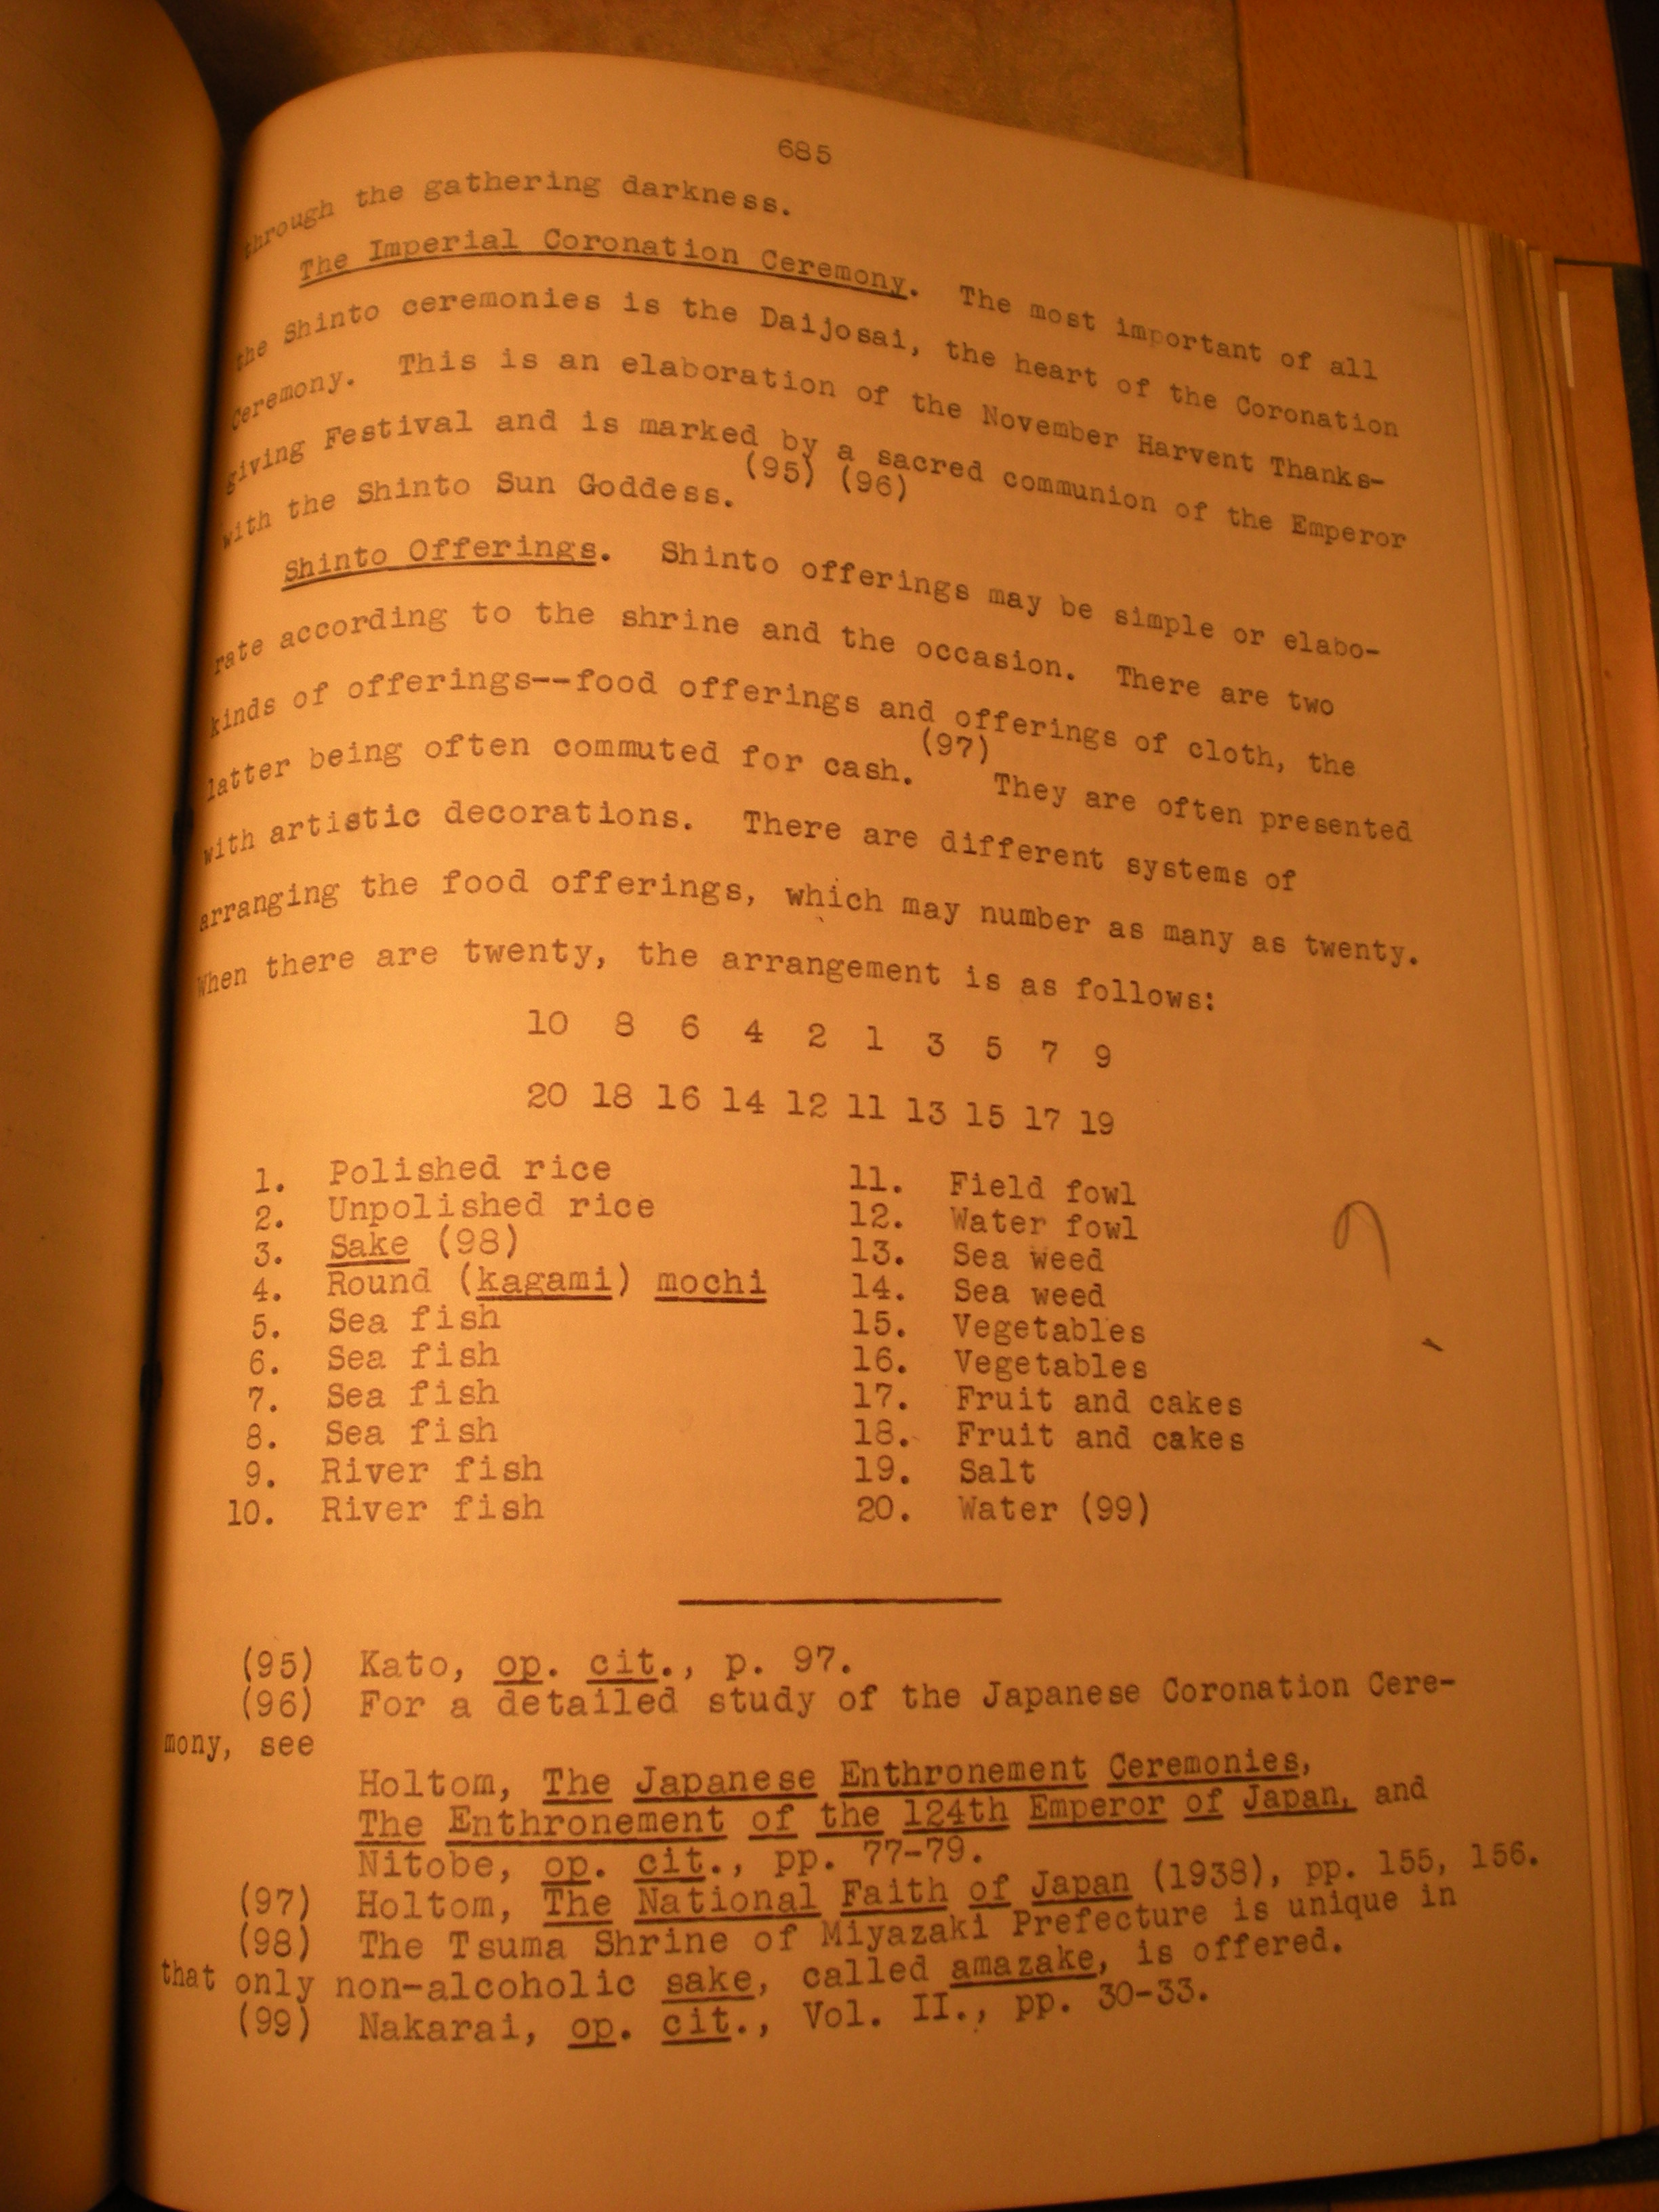 685
through the gathering darkness.
The Imperial Coronation Ceremony. The most important of all
the Shinto ceremonies is the Daijosai, the heart of the Coronation
Ceremony. This is an elaboration of the November Harvent Thanks-
giving Festival and is marked by a sacred communion of the Emperor
with the Shinto Sun Goddess. (95) (96)
Shinto Offerings. Shinto offerings may be simple or elabo-
rate according to the shrine and the occasion. There are two
kinds of offerings--food offerings and offerings of cloth, the
latter being often commuted for cash. (97) They are often presented
with artistic decorations. There are different systems of
arranging the food offerings, which may number as many as twenty.
When there are twenty, the arrangement is as follows:
10 8 6 4 2 1 3 5 7 9
20 18 16 14 12 11 13 15 17 19
1. Polished rice
2. Unpolished rice
3. Sake (98)
4. Round (kagami) mochi
5. Sea fish
6. Sea fish
7. Sea fish
8. Sea fish
9. River fish
10. River fish
11. Field fowl
12. Water fowl
13. Sea weed
14. Sea weed
15. Vegetables
16. Vegetables
17. Fruit and cakes
18. Fruit and cakes
19. Salt
20. Water (99)
(95) Kato, op. cit., p. 97.
(96) For a detailed study of the Japanese Coronation Cere-
mony, see
Holtom, The Japanese Enthronement Ceremonies,
The Enthronement of the 124th Emperor of Japan, and
Nitobe, op. cit., pp. 77-79.
(97) Holtom, The National Faith of Japan (1938), pp. 155, 156.
(98) The Tsuma Shrine of Miyazaki Prefecture is unique in
that only non-alcoholic sake, called amazake, is offered.
(99) Nakarai, op. cit., Vol. II., pp. 30-33.